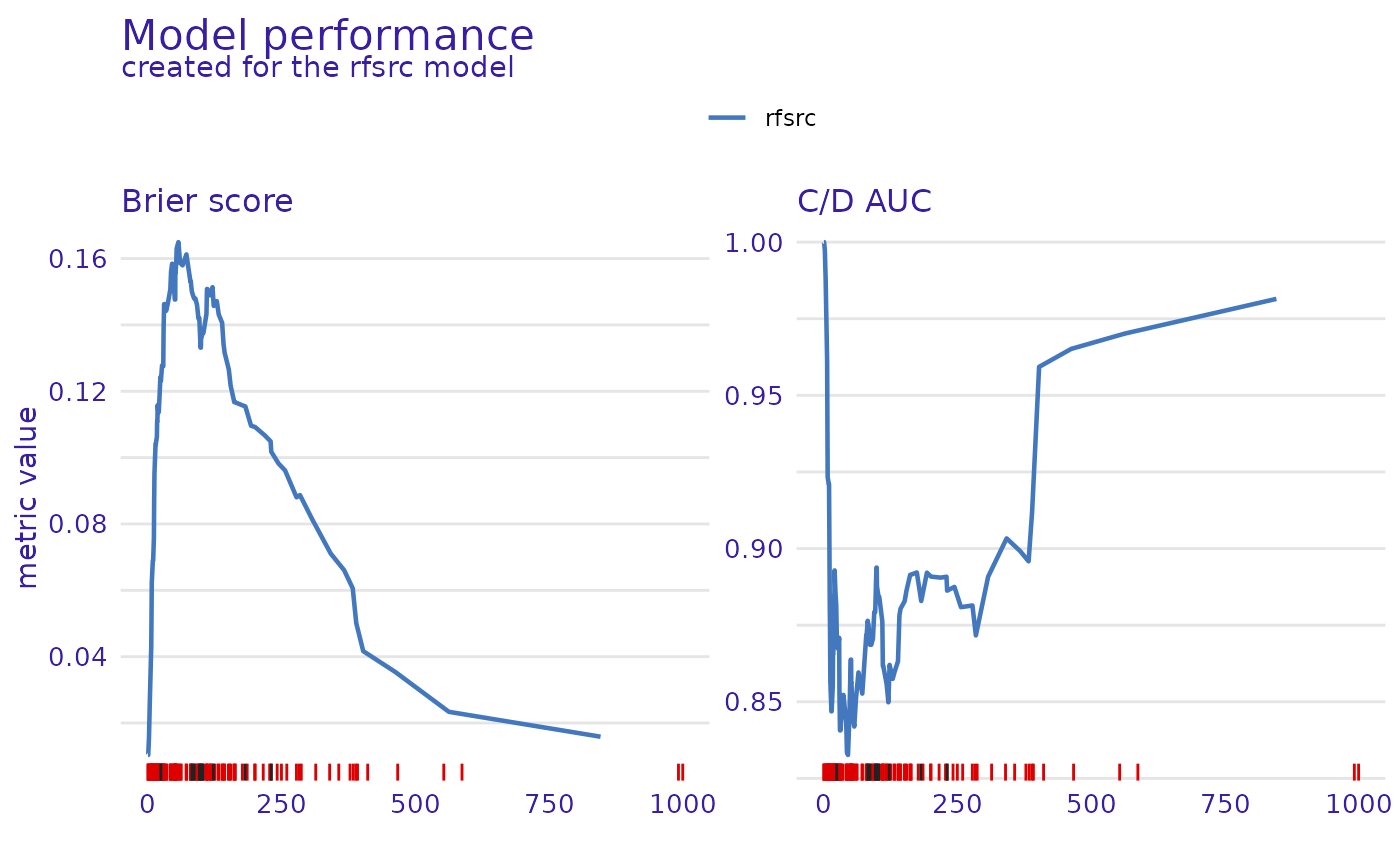 Model performance
created for the rfsrc model
rfsrc
Brier score
C/D AUC
metric value
0.16
0.12
0.08
0.04
0 250 500 750 1000
1.00
0.95
0.90
0.85
0 250 500 750 1000